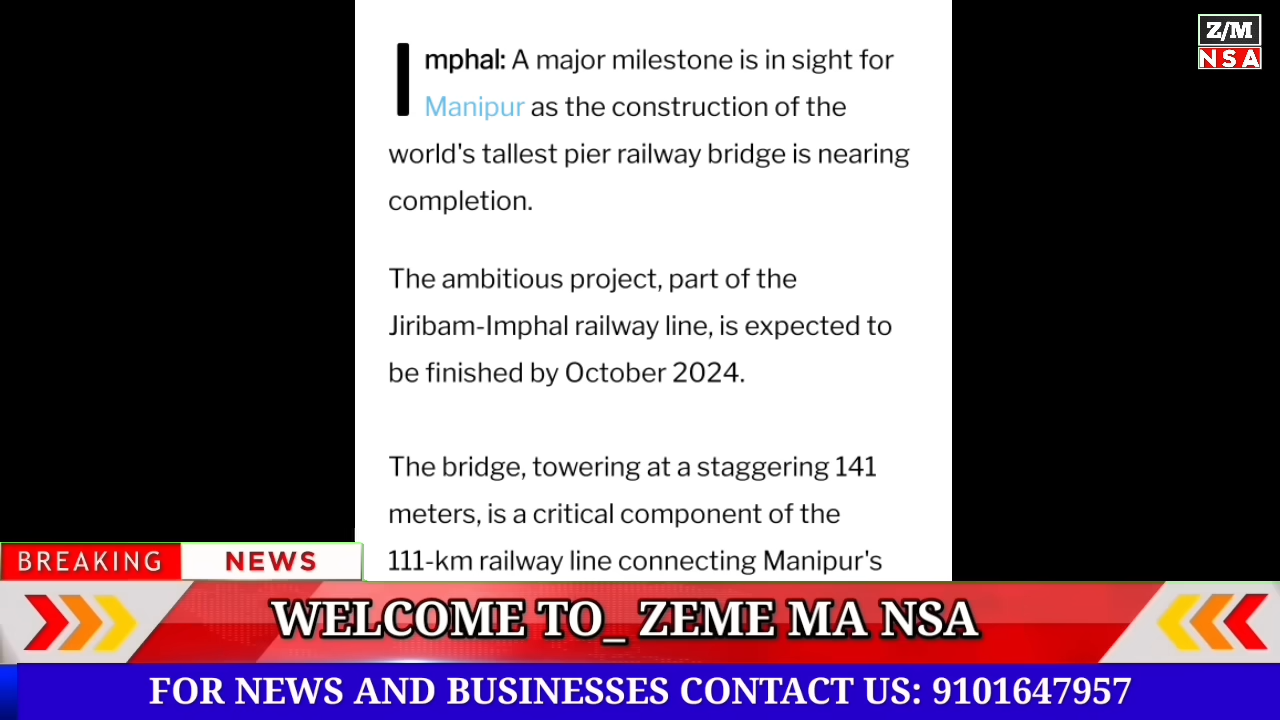 Imphal: A major milestone is in sight for
Manipur as the construction of the
world's tallest pier railway bridge is nearing
completion.
The ambitious project, part of the
Jiribam-Imphal railway line, is expected to
be finished by October 2024.
The bridge, towering at a staggering 141
meters, is a critical component of the
111-km railway line connecting Manipur's
Z/M
NSA
BREAKING NEWS
WELCOME TO_ ZEME MA NSA
FOR NEWS AND BUSINESSES CONTACT US: 9101647957